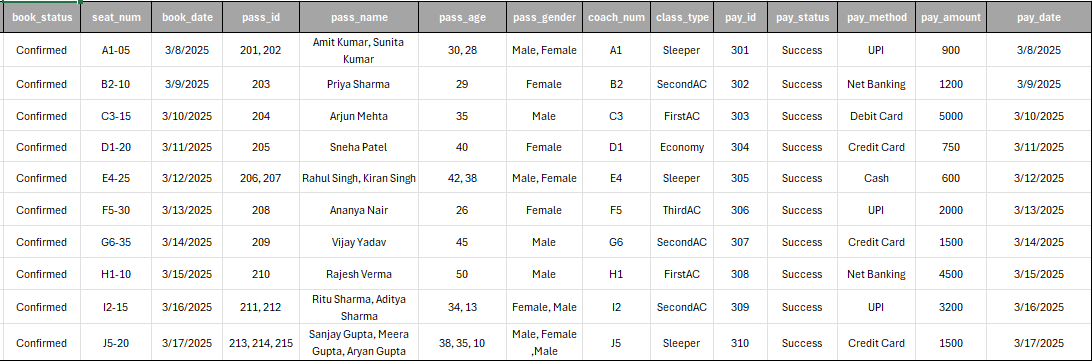 book_status seat_num book_date pass_id pass_name pass_age pass_gender coach_num class_type pay_id pay_status pay_method pay_amount pay_date
Confirmed A1-05 3/8/2025 201, 202 Amit Kumar, Sunita Kumar 30, 28 Male, Female A1 Sleeper 301 Success UPI 900 3/8/2025
Confirmed B2-10 3/9/2025 203 Priya Sharma 29 Female B2 SecondAC 302 Success Net Banking 1200 3/9/2025
Confirmed C3-15 3/10/2025 204 Arjun Mehta 35 Male C3 FirstAC 303 Success Debit Card 5000 3/10/2025
Confirmed D1-20 3/11/2025 205 Sneha Patel 40 Female D1 Economy 304 Success Credit Card 750 3/11/2025
Confirmed E4-25 3/12/2025 206, 207 Rahul Singh, Kiran Singh 42, 38 Male, Female E4 Sleeper 305 Success Cash 600 3/12/2025
Confirmed F5-30 3/13/2025 208 Ananya Nair 26 Female F5 ThirdAC 306 Success UPI 2000 3/13/2025
Confirmed G6-35 3/14/2025 209 Vijay Yadav 45 Male G6 SecondAC 307 Success Credit Card 1500 3/14/2025
Confirmed H1-10 3/15/2025 210 Rajesh Verma 50 Male H1 FirstAC 308 Success Net Banking 4500 3/15/2025
Confirmed I2-15 3/16/2025 211, 212 Ritu Sharma, Aditya Sharma 34, 13 Female, Male I2 SecondAC 309 Success UPI 3200 3/16/2025
Confirmed J5-20 3/17/2025 213, 214, 215 Sanjay Gupta, Meera Gupta, Aryan Gupta 38, 35, 10 Male, Female ,Male J5 Sleeper 310 Success Credit Card 1500 3/17/2025